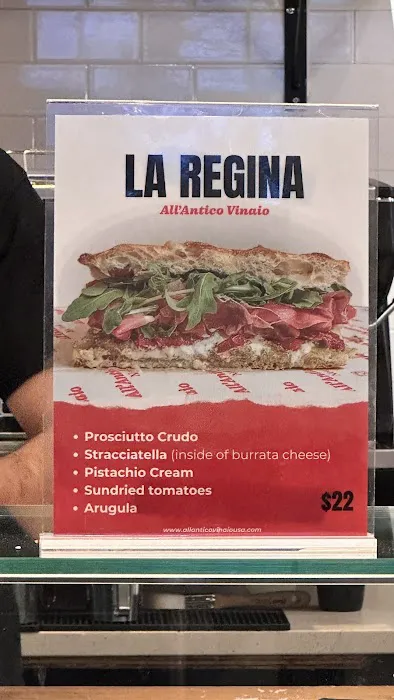 LA REGINA
All'Antico Vinaio
• Prosciutto Crudo
• Stracciatella (inside of burrata cheese)
• Pistachio Cream
• Sundried tomatoes
• Arugula
$22
www.allanticovinaiousa.com